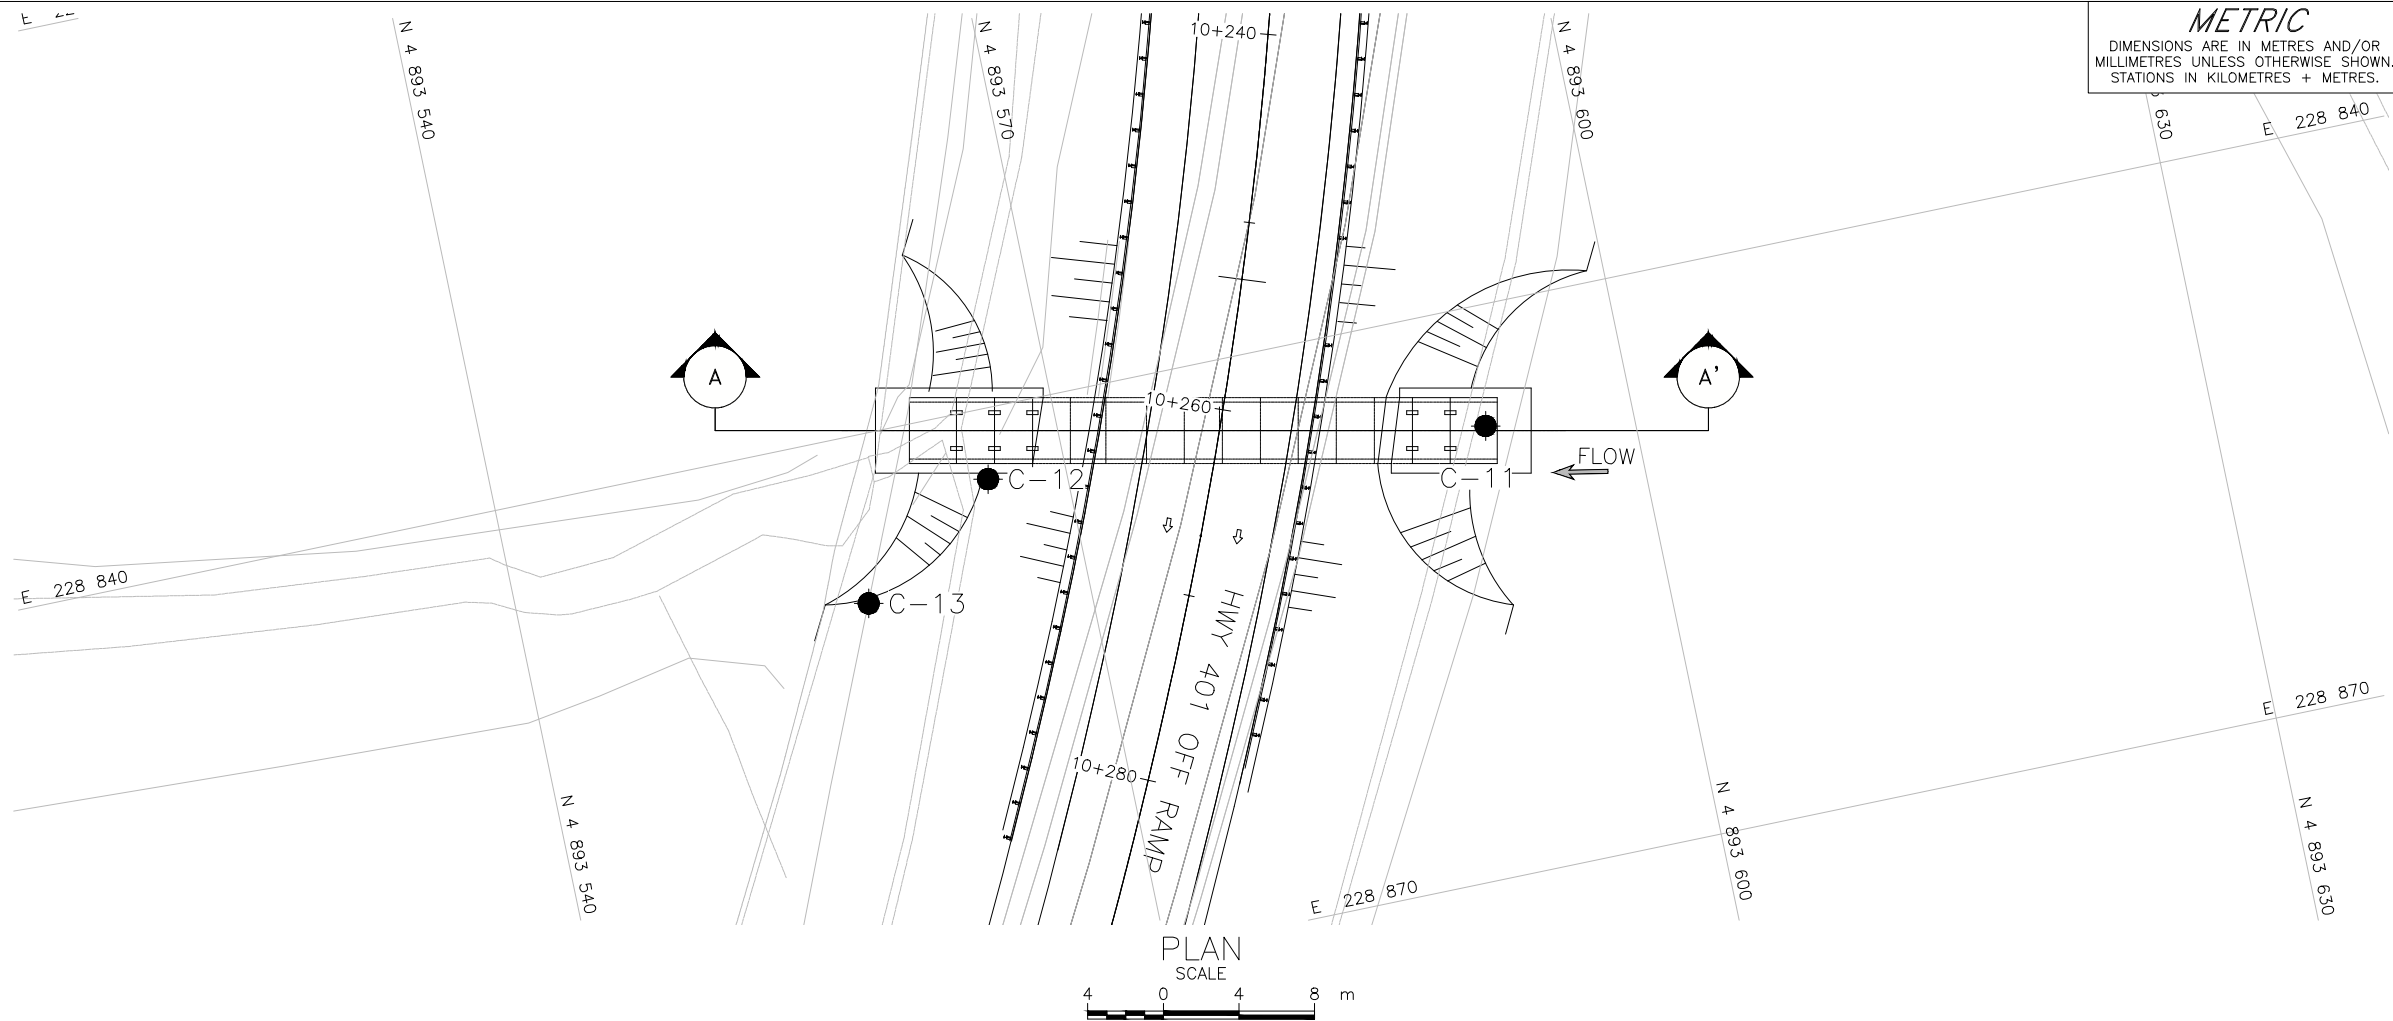 METRIC
DIMENSIONS ARE IN METRES AND/OR
MILLIMETRES UNLESS OTHERWISE SHOWN.
STATIONS IN KILOMETRES + METRES.
N 4 893 540
N 4 893 570
10+240
N 4 893 600
630
E 228 840
A
A'
10+260
FLOW
C-12
C-11
C-13
E 228 840
HWY 401 OFF RAMP
E 228 870
10+280
N 4 893 540
N 4 893 600
N 4 893 630
E 228 870
PLAN
SCALE
4 0 4 8 m